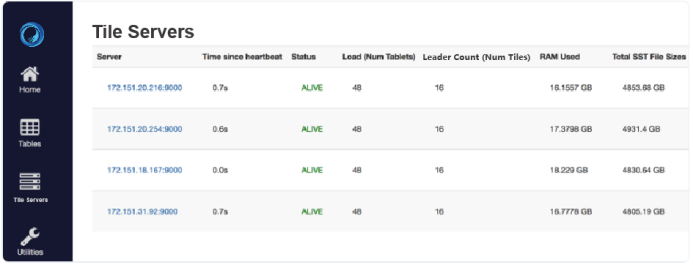 Tile Servers
Server Time since heartbeat Status Load (Num Tablets) Leader Count (Num Tiles) RAM Used Total SST File Sizes
172.151.20.216:9000 0.7s ALIVE 48 16 16.1557 GB 4853.68 GB
172.151.20.254:9000 0.6s ALIVE 48 16 17.3798 GB 4931.4 GB
172.151.18.167:9000 0.0s ALIVE 48 16 18.229 GB 4830.64 GB
172.151.31.92:9000 0.7s ALIVE 48 16 16.7778 GB 4805.19 GB
Home
Tables
Tile Servers
Utilities